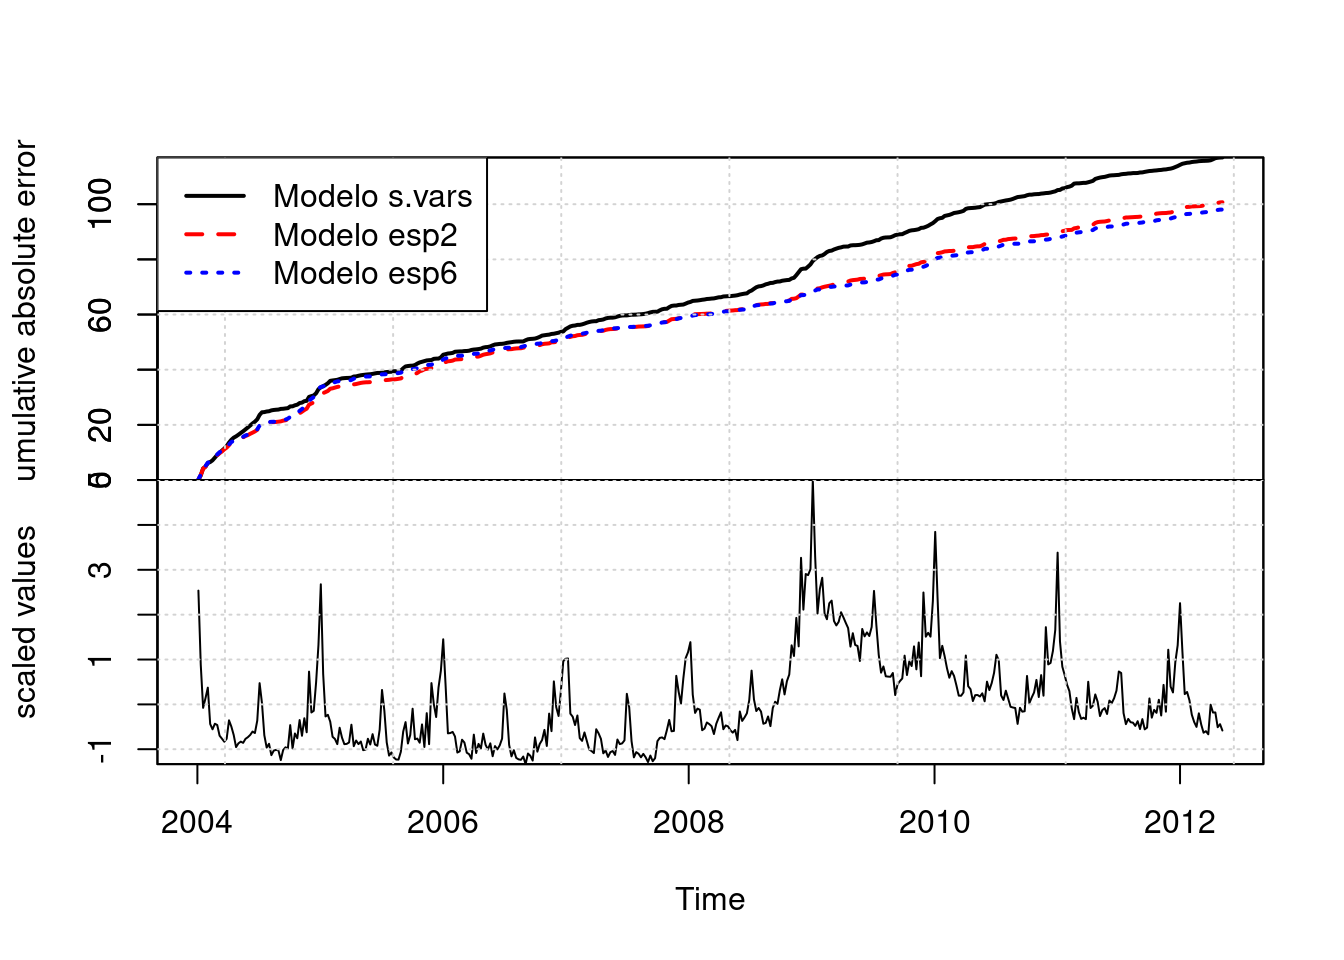 umulative absolute error
100
60
20
0
Modelo s.vars
Modelo esp2
Modelo esp6
scaled values
5
3
1
-1
2004
2006
2008
2010
2012
Time